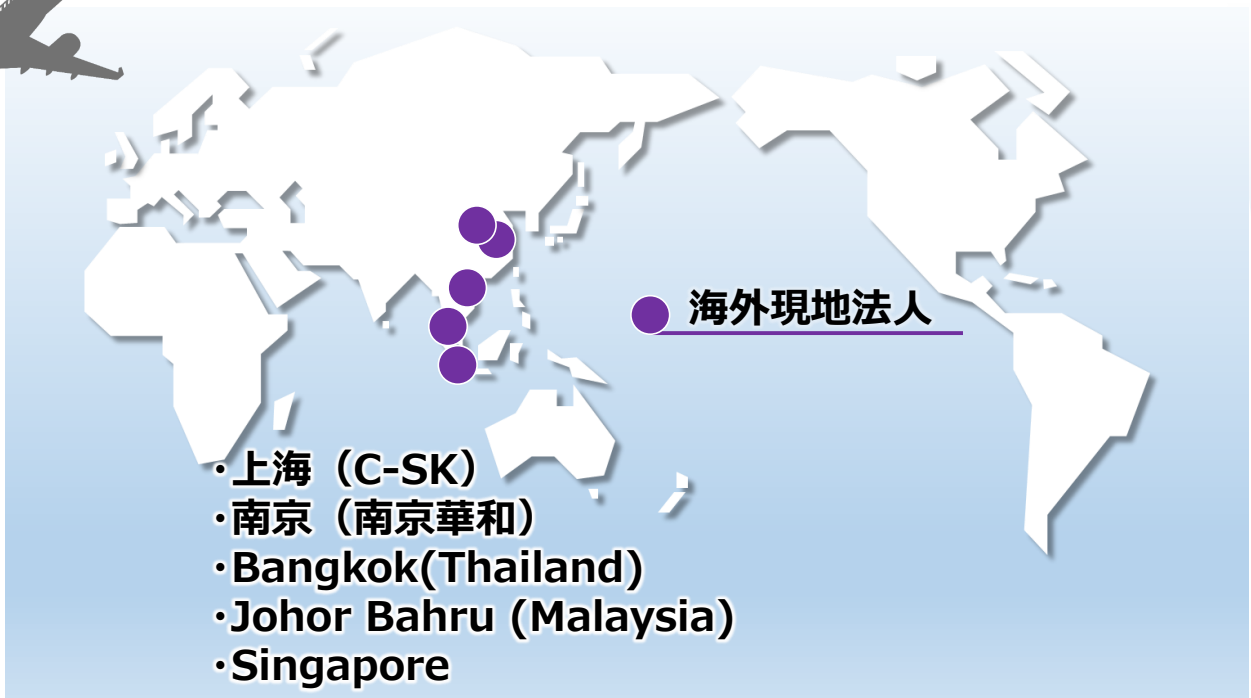 海外現地法人
・上海（C-SK）
・南京（南京華和）
・Bangkok(Thailand)
・Johor Bahru (Malaysia)
・Singapore